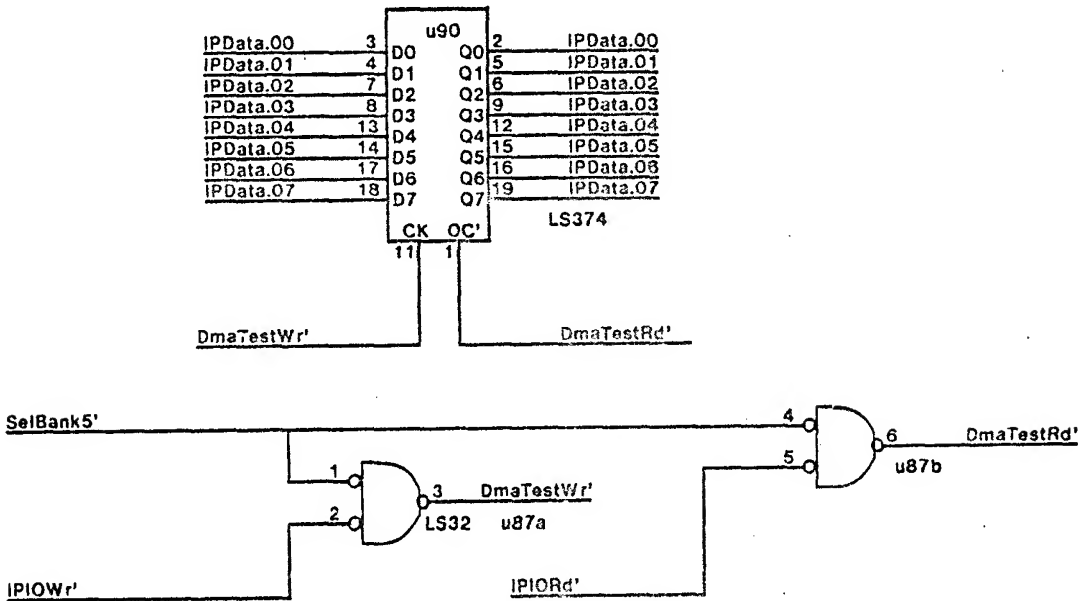 u90
IPData.00 3 D0 Q0 2 IPData.00
IPData.01 4 D1 Q1 5 IPData.01
IPData.02 7 D2 Q2 6 IPData.02
IPData.03 8 D3 Q3 9 IPData.03
IPData.04 13 D4 Q4 12 IPData.04
IPData.05 14 D5 Q5 15 IPData.05
IPData.06 17 D6 Q6 16 IPData.06
IPData.07 18 D7 Q7 19 IPData.07
LS374
CK OC'
11 1
DmaTestWr' DmaTestRd'
SelBank5' 4
6 DmaTestRd'
5 u87b
1
3 DmaTestWr'
2 LS32 u87a
IPIOWr' IPIORd'